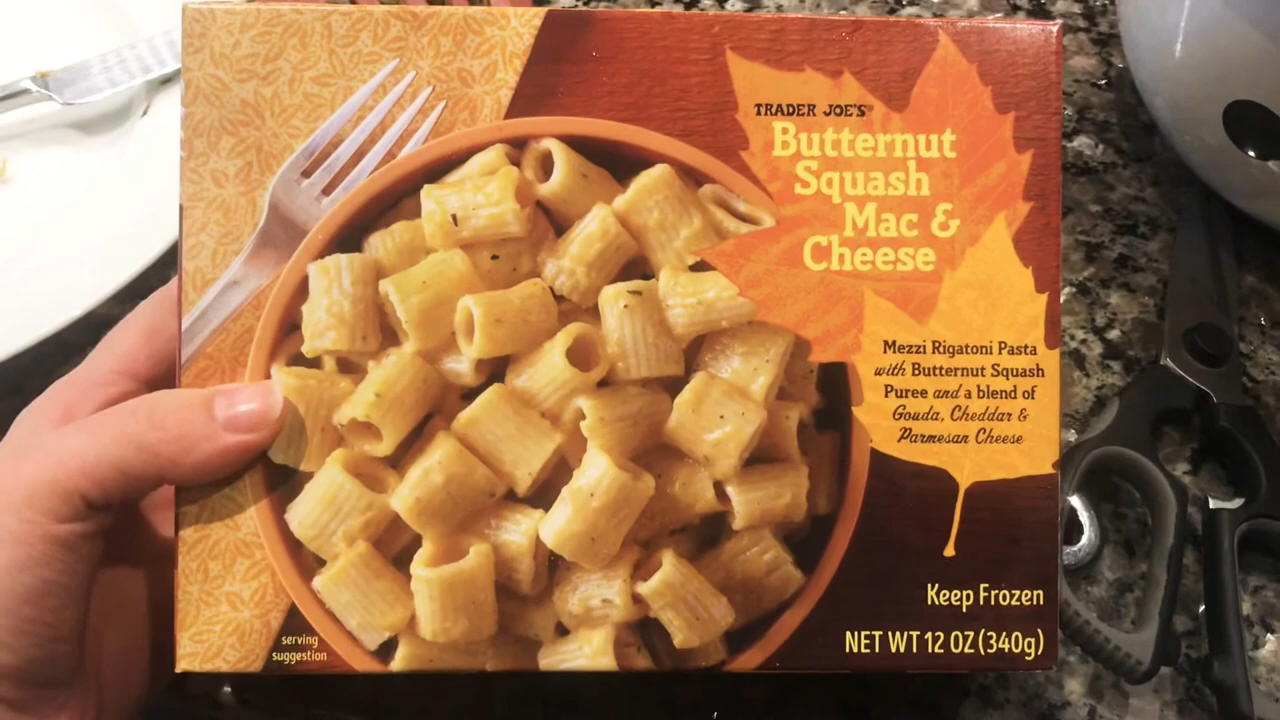 TRADER JOE'S®
Butternut
Squash
Mac &
Cheese
Mezzi Rigatoni Pasta
with Butternut Squash
Puree and a blend of
Gouda, Cheddar &
Parmesan Cheese
Keep Frozen
NET WT 12 OZ (340g)
serving
suggestion